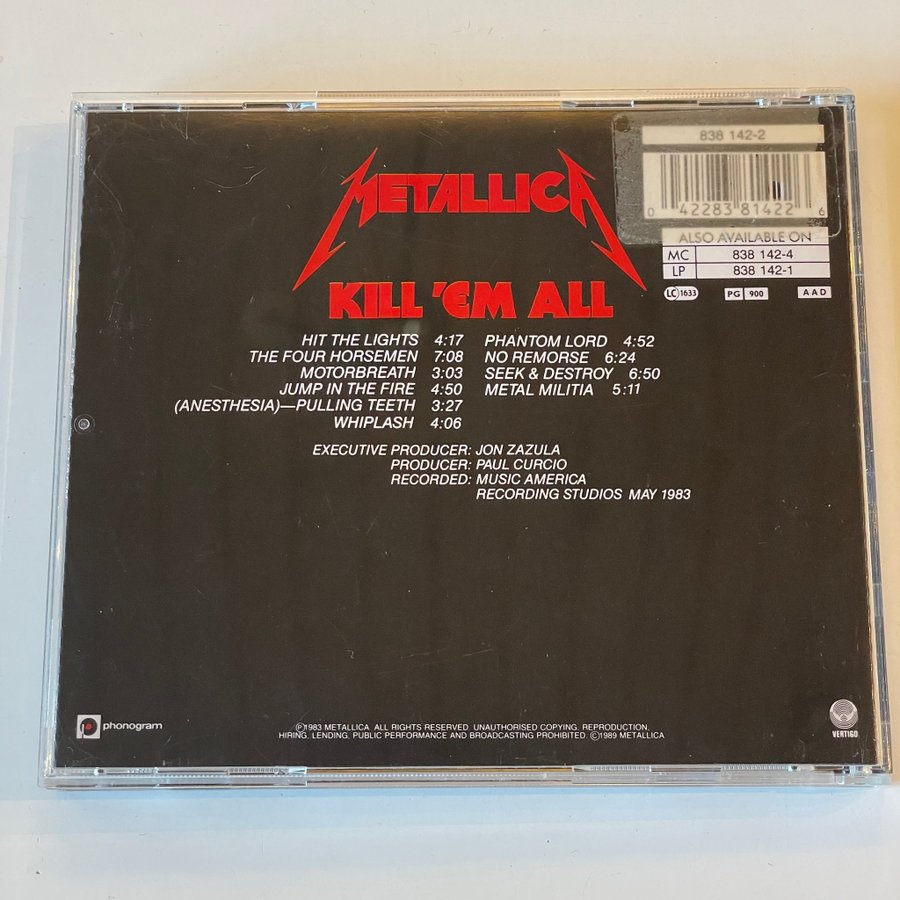 838 142-2
0 42283 81422 6
ALSO AVAILABLE ON
MC 838 142-4
LP 838 142-1
LC 1633 PG 900 AAD
METALLICA
KILL 'EM ALL
HIT THE LIGHTS 4:17
THE FOUR HORSEMEN 7:08
MOTORBREATH 3:03
JUMP IN THE FIRE 4:50
(ANESTHESIA)—PULLING TEETH 3:27
WHIPLASH 4:06
PHANTOM LORD 4:52
NO REMORSE 6:24
SEEK & DESTROY 6:50
METAL MILITIA 5:11
EXECUTIVE PRODUCER: JON ZAZULA
PRODUCER: PAUL CURCIO
RECORDED: MUSIC AMERICA
RECORDING STUDIOS MAY 1983
phonogram
Ⓟ1983 METALLICA. ALL RIGHTS RESERVED. UNAUTHORISED COPYING, REPRODUCTION,
HIRING, LENDING, PUBLIC PERFORMANCE AND BROADCASTING PROHIBITED. ©1989 METALLICA
VERTIGO